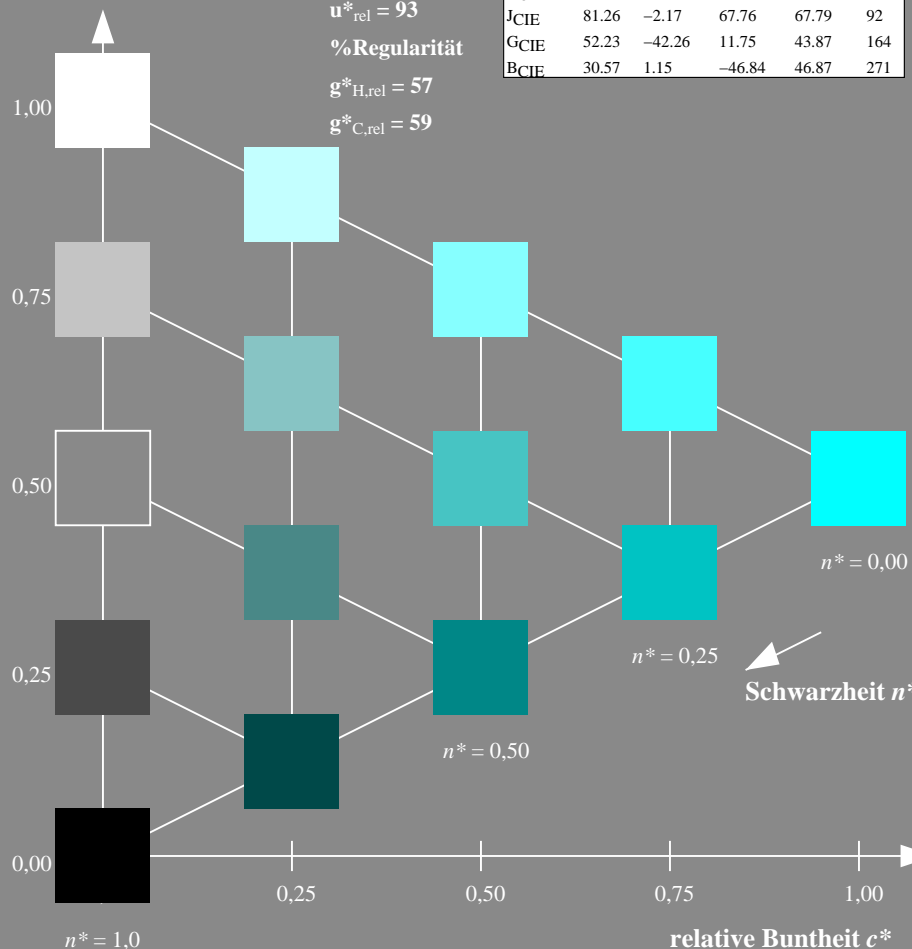 u*rel = 93
%Regularität
g*H,rel = 57
g*C,rel = 59
JCIE 81.26 −2.17 67.76 67.79 92
GCIE 52.23 −42.26 11.75 43.87 164
BCIE 30.57 1.15 −46.84 46.87 271
1,00
0,75
0,50
n* = 0,00
n* = 0,25
0,25
Schwarzheit n*
n* = 0,50
0,00
0,25 0,50 0,75 1,00
n* = 1,0
relative Buntheit c*